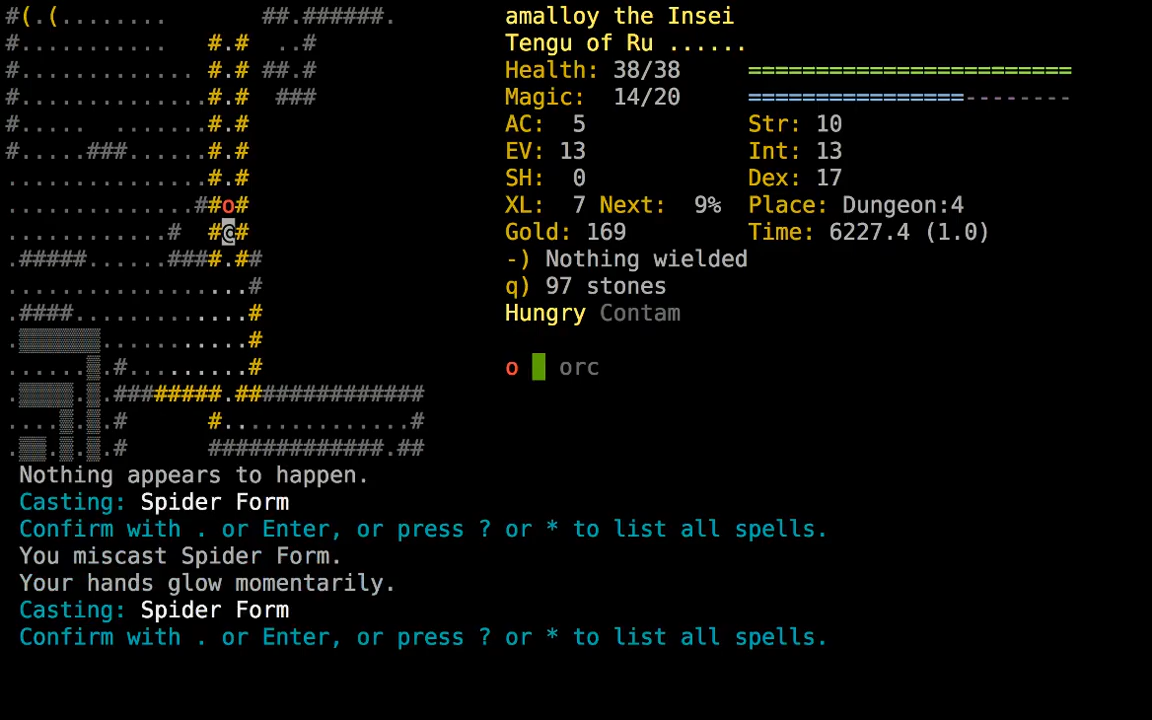 #(.(........       ##.######.     amalloy the Insei
#...........   #.#  ..#           Tengu of Ru ......
#............. #.# ##.#           Health: 38/38     ========================
#..............#.#  ###           Magic:  14/20     ================--------
#.....  .......#.#                AC:  5            Str: 10
#.....###......#.#                EV: 13            Int: 13
...............#.#                SH:  0            Dex: 17
..............##o#                XL:  7 Next:  9%  Place: Dungeon:4
............#  #@#                Gold: 169         Time: 6227.4 (1.0)
.#####......###.##                -) Nothing wielded
..................#               q) 97 stones
.####.............#               Hungry Contam
.▒▒▒▒▒▒...........#
......▒.#.........#               o   orc
.▒▒▒▒.▒.########.##############
....▒.▒.#      #..............#
.▒▒.▒.▒.#      #############.##
Nothing appears to happen.
Casting: Spider Form
Confirm with . or Enter, or press ? or * to list all spells.
You miscast Spider Form.
Your hands glow momentarily.
Casting: Spider Form
Confirm with . or Enter, or press ? or * to list all spells.